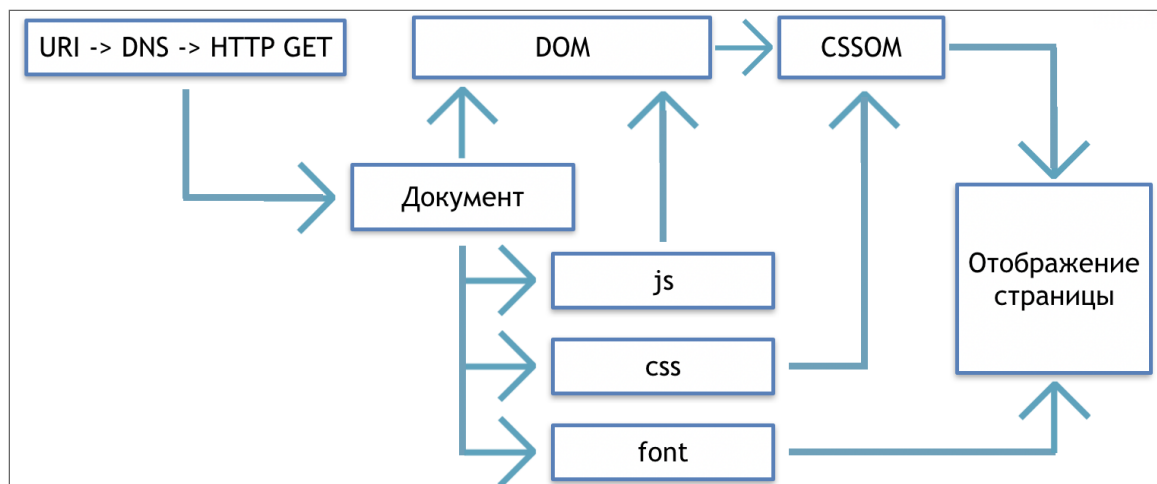 URI -> DNS -> HTTP GET
DOM
CSSOM
Документ
js
css
font
Отображение
страницы